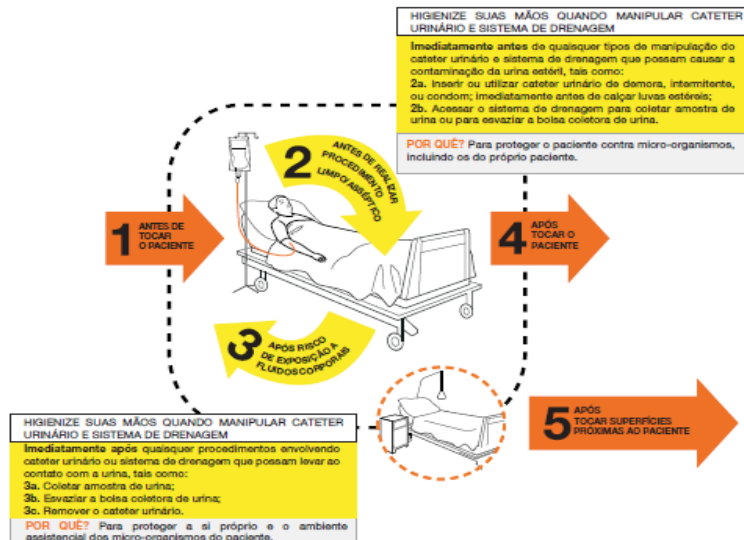 HIGIENIZE SUAS MÃOS QUANDO MANIPULAR CATETER
URINÁRIO E SISTEMA DE DRENAGEM
Imediatamente antes de quaisquer tipos de manipulação do
cateter urinário e sistema de drenagem que possam causar a
contaminação da urina estéril, tais como:
2a. Inserir ou utilizar cateter urinário de demora, intermitente,
ou condom; imediatamente antes de calçar luvas estéreis;
2b. Acessar o sistema de drenagem para coletar amostra de
urina ou para esvaziar a bolsa coletora de urina.
POR QUÊ? Para proteger o paciente contra micro-organismos,
incluindo os do próprio paciente.
1 ANTES DE
TOCAR
O PACIENTE
2 ANTES DE REALIZAR
PROCEDIMENTO
LIMPO/ASSÉPTICO
4 APÓS
TOCAR O
PACIENTE
3 APÓS RISCO
DE EXPOSIÇÃO A
FLUIDOS CORPORAIS
5 APÓS
TOCAR SUPERFÍCIES
PRÓXIMAS AO PACIENTE
HIGIENIZE SUAS MÃOS QUANDO MANIPULAR CATETER
URINÁRIO E SISTEMA DE DRENAGEM
Imediatamente após quaisquer procedimentos envolvendo
cateter urinário ou sistema de drenagem que possam levar ao
contato com a urina, tais como:
3a. Coletar amostra de urina;
3b. Esvaziar a bolsa coletora de urina;
3c. Remover o cateter urinário.
POR QUÊ? Para proteger a si próprio e o ambiente
assistencial dos micro-organismos do paciente.